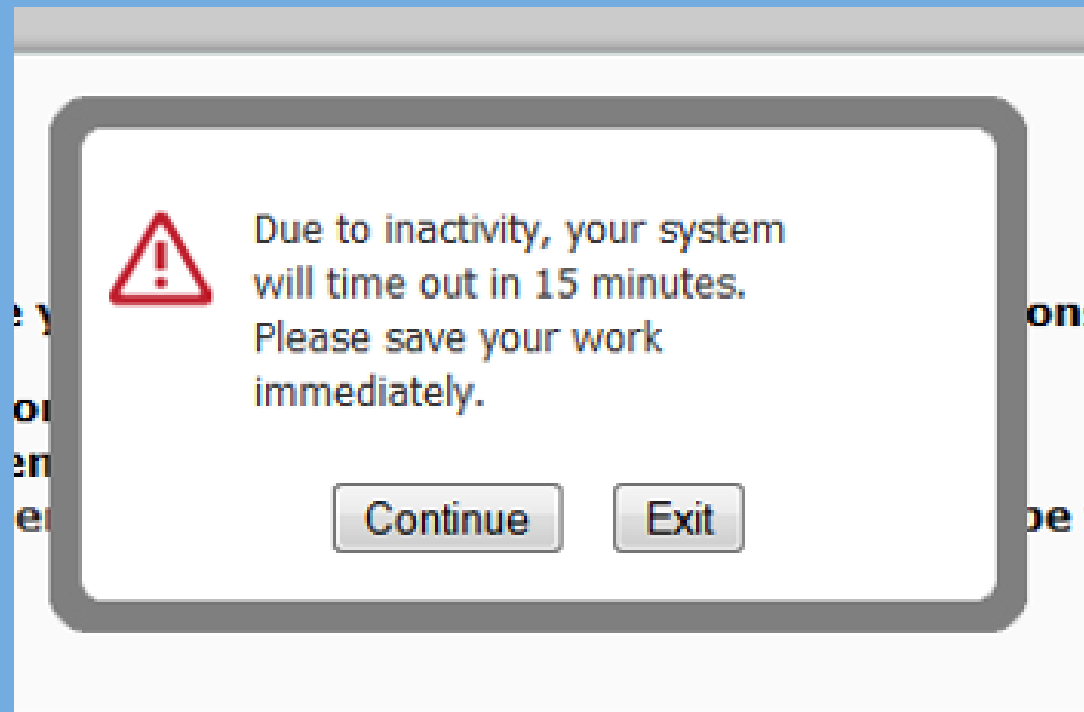 Due to inactivity, your system
will time out in 15 minutes.
Please save your work
immediately.
Continue
Exit